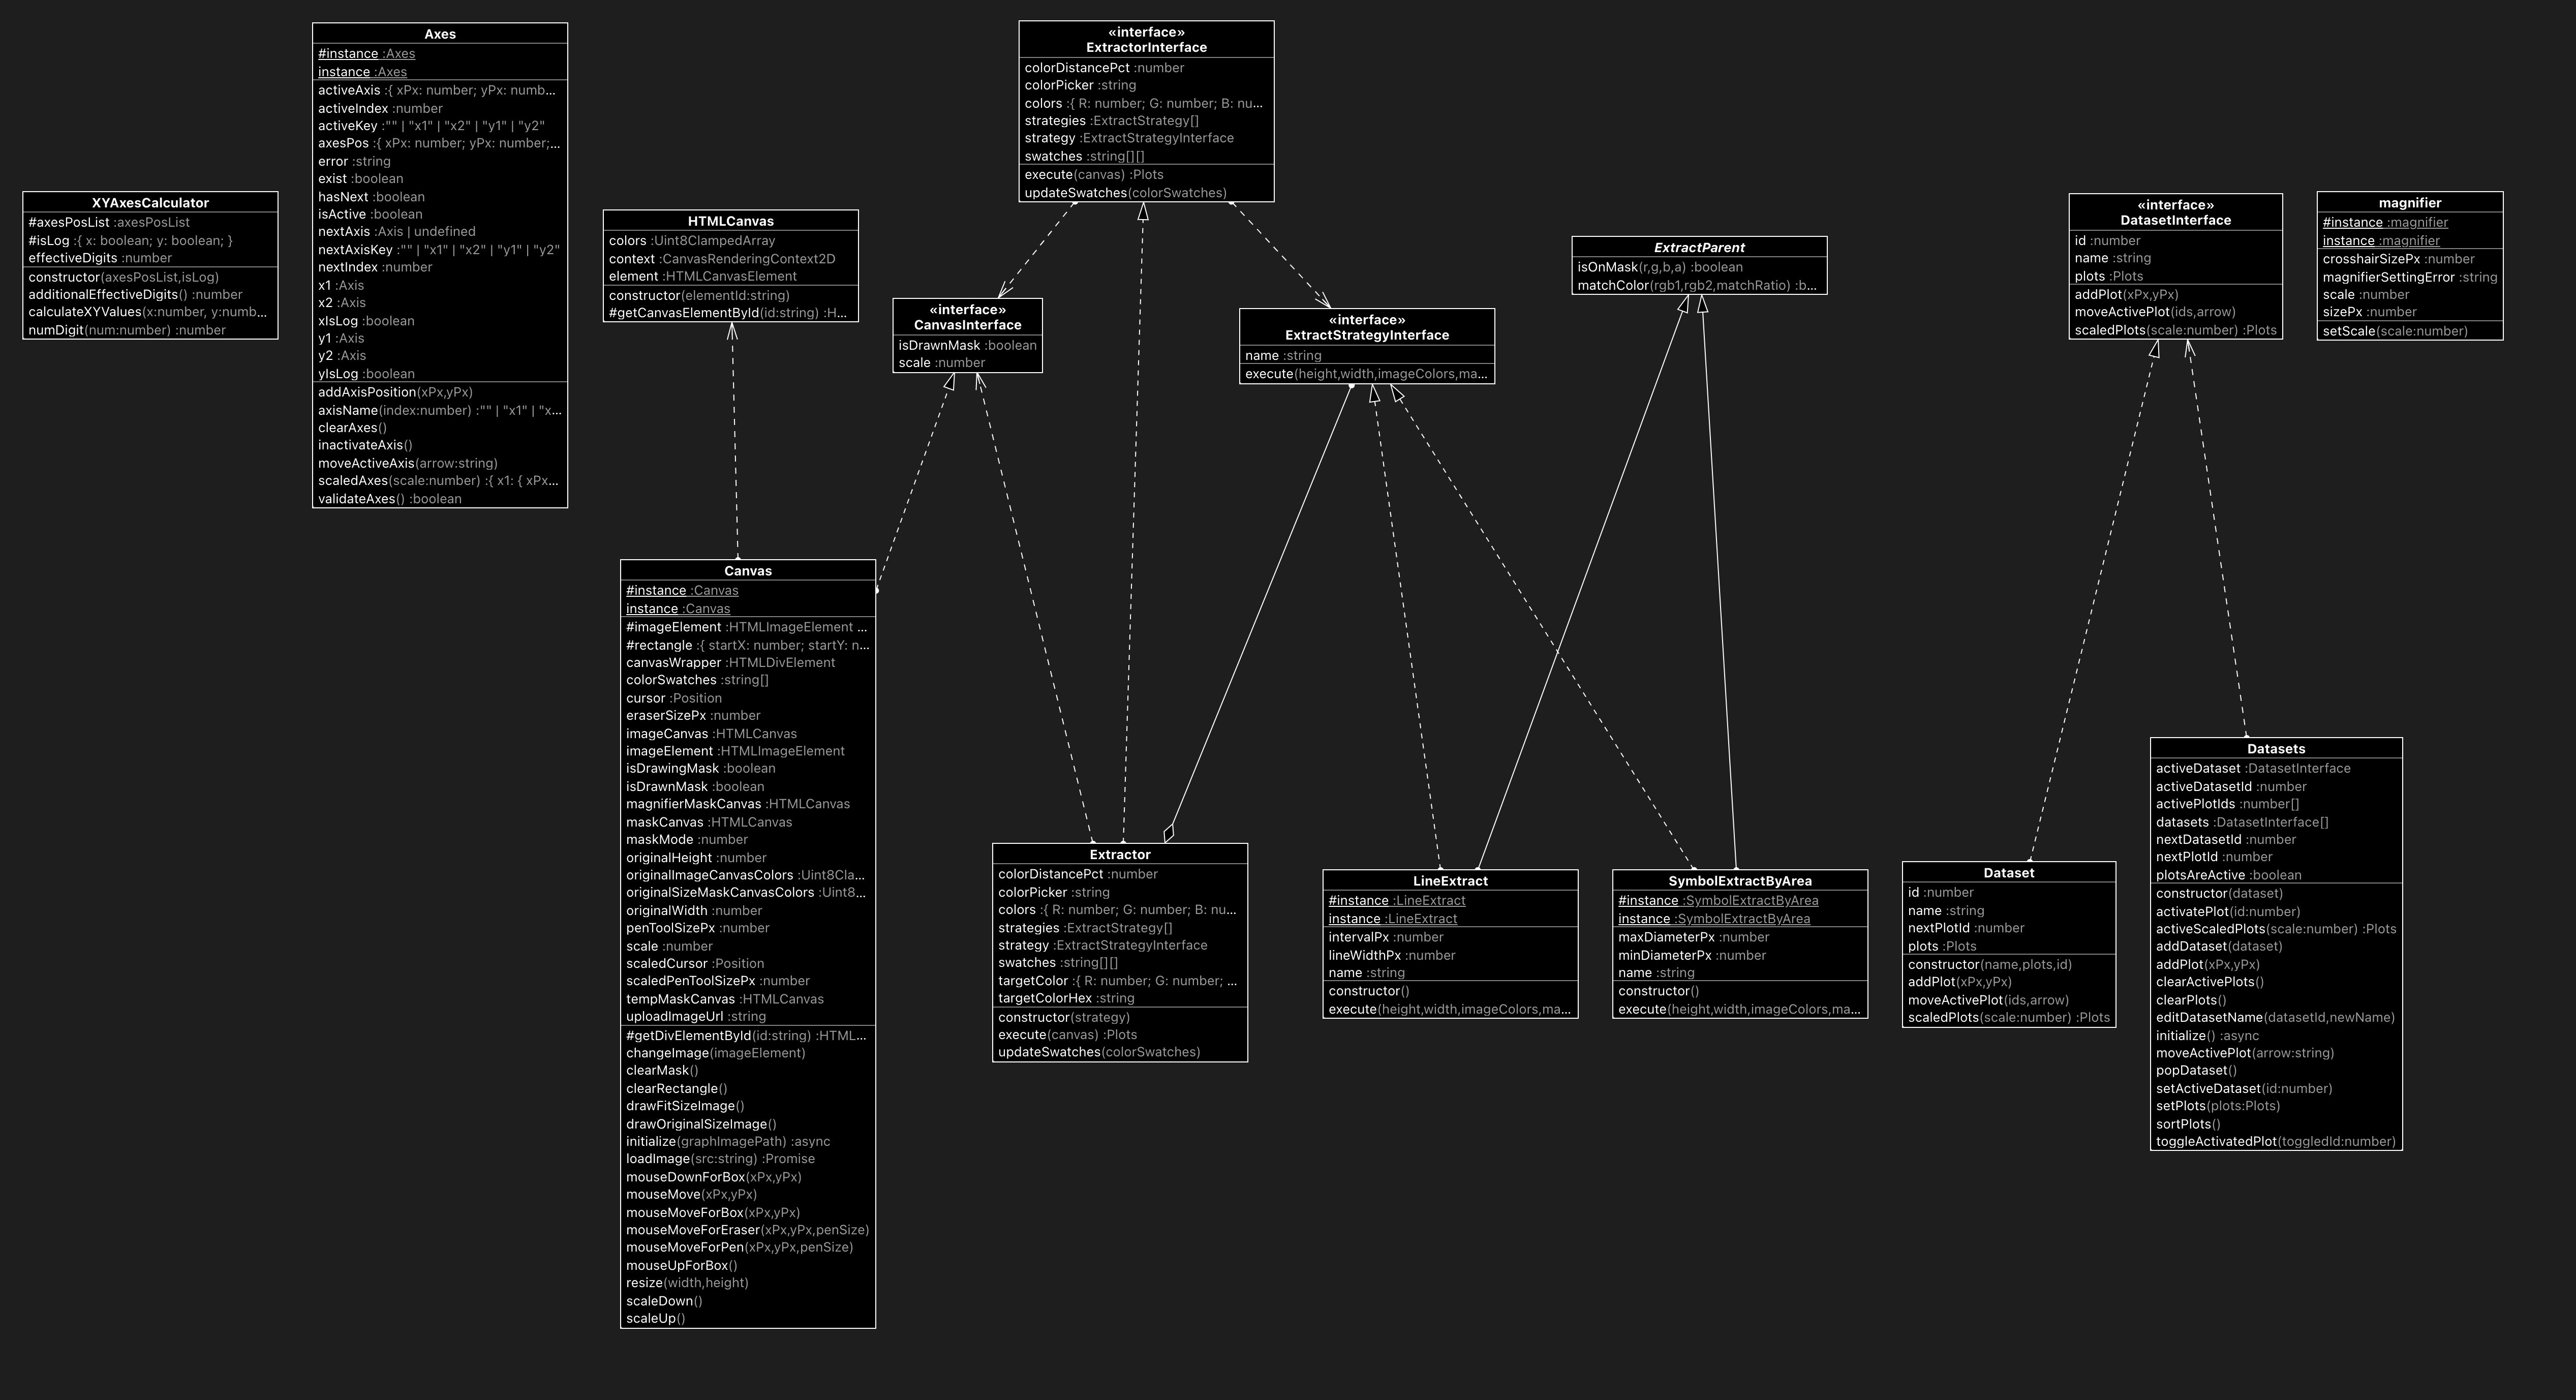 XYAxesCalculator
#axesPosList :axesPosList
#isLog :{ x: boolean; y: boolean; }
effectiveDigits :number
constructor(axesPosList,isLog)
additionalEffectiveDigits() :number
calculateXYValues(x:number, y:numb...
numDigit(num:number) :number
Axes
#instance :Axes
instance :Axes
activeAxis :{ xPx: number; yPx: numb...
activeIndex :number
activeKey :"" | "x1" | "x2" | "y1" | "y2"
axesPos :{ xPx: number; yPx: number;...
error :string
exist :boolean
hasNext :boolean
isActive :boolean
nextAxis :Axis | undefined
nextAxisKey :"" | "x1" | "x2" | "y1" | "y2"
nextIndex :number
x1 :Axis
x2 :Axis
xIsLog :boolean
y1 :Axis
y2 :Axis
yIsLog :boolean
addAxisPosition(xPx,yPx)
axisName(index:number) :"" | "x1" | "x...
clearAxes()
inactivateAxis()
moveActiveAxis(arrow:string)
scaledAxes(scale:number) :{ x1: { xPx...
validateAxes() :boolean
HTMLCanvas
colors :Uint8ClampedArray
context :CanvasRenderingContext2D
element :HTMLCanvasElement
constructor(elementId:string)
#getCanvasElementById(id:string) :H...
Canvas
#instance :Canvas
instance :Canvas
#imageElement :HTMLImageElement ...
#rectangle :{ startX: number; startY: n...
canvasWrapper :HTMLDivElement
colorSwatches :string[]
cursor :Position
eraserSizePx :number
imageCanvas :HTMLCanvas
imageElement :HTMLImageElement
isDrawingMask :boolean
isDrawnMask :boolean
magnifierMaskCanvas :HTMLCanvas
maskCanvas :HTMLCanvas
maskMode :number
originalHeight :number
originalImageCanvasColors :Uint8Cla...
originalSizeMaskCanvasColors :Uint8...
originalWidth :number
penToolSizePx :number
scale :number
scaledCursor :Position
scaledPenToolSizePx :number
tempMaskCanvas :HTMLCanvas
uploadImageUrl :string
#getDivElementById(id:string) :HTML...
changeImage(imageElement)
clearMask()
clearRectangle()
drawFitSizeImage()
drawOriginalSizeImage()
initialize(graphImagePath) :async
loadImage(src:string) :Promise
mouseDownForBox(xPx,yPx)
mouseMove(xPx,yPx)
mouseMoveForBox(xPx,yPx)
mouseMoveForEraser(xPx,yPx,penSize)
mouseMoveForPen(xPx,yPx,penSize)
mouseUpForBox()
resize(width,height)
scaleDown()
scaleUp()
«interface»
ExtractorInterface
colorDistancePct :number
colorPicker :string
colors :{ R: number; G: number; B: nu...
strategies :ExtractStrategy[]
strategy :ExtractStrategyInterface
swatches :string[][]
execute(canvas) :Plots
updateSwatches(colorSwatches)
«interface»
CanvasInterface
isDrawnMask :boolean
scale :number
«interface»
ExtractStrategyInterface
name :string
execute(height,width,imageColors,ma...
ExtractParent
isOnMask(r,g,b,a) :boolean
matchColor(rgb1,rgb2,matchRatio) :b...
Extractor
colorDistancePct :number
colorPicker :string
colors :{ R: number; G: number; B: nu...
strategies :ExtractStrategy[]
strategy :ExtractStrategyInterface
swatches :string[][]
targetColor :{ R: number; G: number; ...
targetColorHex :string
constructor(strategy)
execute(canvas) :Plots
updateSwatches(colorSwatches)
LineExtract
#instance :LineExtract
instance :LineExtract
intervalPx :number
lineWidthPx :number
name :string
constructor()
execute(height,width,imageColors,ma...
SymbolExtractByArea
#instance :SymbolExtractByArea
instance :SymbolExtractByArea
maxDiameterPx :number
minDiameterPx :number
name :string
constructor()
execute(height,width,imageColors,ma...
«interface»
DatasetInterface
id :number
name :string
plots :Plots
addPlot(xPx,yPx)
moveActivePlot(ids,arrow)
scaledPlots(scale:number) :Plots
magnifier
#instance :magnifier
instance :magnifier
crosshairSizePx :number
magnifierSettingError :string
scale :number
sizePx :number
setScale(scale:number)
Dataset
id :number
name :string
nextPlotId :number
plots :Plots
constructor(name,plots,id)
addPlot(xPx,yPx)
moveActivePlot(ids,arrow)
scaledPlots(scale:number) :Plots
Datasets
activeDataset :DatasetInterface
activeDatasetId :number
activePlotIds :number[]
datasets :DatasetInterface[]
nextDatasetId :number
nextPlotId :number
plotsAreActive :boolean
constructor(dataset)
activatePlot(id:number)
activeScaledPlots(scale:number) :Plots
addDataset(dataset)
addPlot(xPx,yPx)
clearActivePlots()
clearPlots()
editDatasetName(datasetId,newName)
initialize() :async
moveActivePlot(arrow:string)
popDataset()
setActiveDataset(id:number)
setPlots(plots:Plots)
sortPlots()
toggleActivatedPlot(toggledId:number)